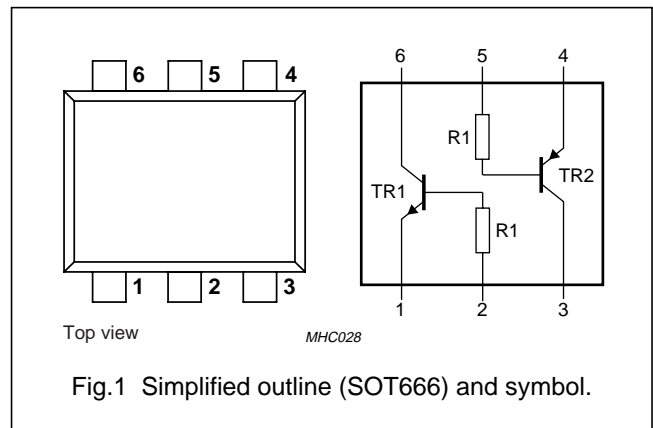 6 5 4
1 2 3
Top view
6 5 4
R1
TR1
TR2
R1
1 2 3
MHC028
Fig.1 Simplified outline (SOT666) and symbol.